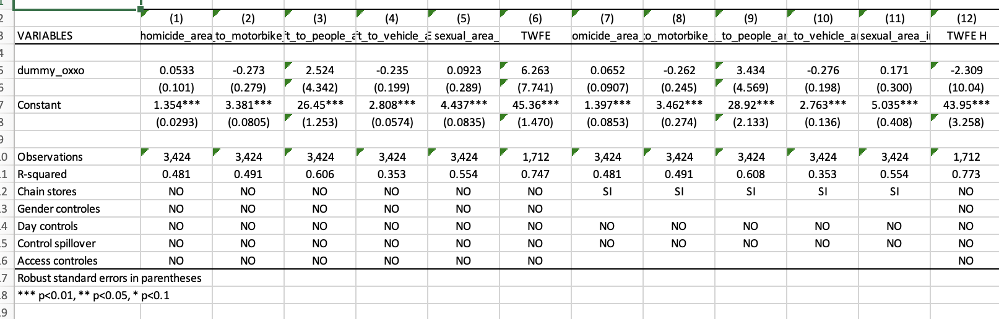 (1) (2) (3) (4) (5) (6) (7) (8) (9) (10) (11) (12)
VARIABLES homicide_area _to_motorbike_ t_to_people_a t_to_vehicle_a E sexual_area_ TWFE omicide_area_ :o_motorbike_ _to_people_ar _to_vehicle_ar sexual_area_i TWFE H
dummy_oxxo 0.0533 -0.273 2.524 -0.235 0.0923 6.263 0.0652 -0.262 3.434 -0.276 0.171 -2.309
(0.101) (0.279) (4.342) (0.199) (0.289) (7.741) (0.0907) (0.245) (4.569) (0.198) (0.300) (10.04)
Constant 1.354*** 3.381*** 26.45*** 2.808*** 4.437*** 45.36*** 1.397*** 3.462*** 28.92*** 2.763*** 5.035*** 43.95***
(0.0293) (0.0805) (1.253) (0.0574) (0.0835) (1.470) (0.0853) (0.274) (2.133) (0.136) (0.408) (3.258)
Observations 3,424 3,424 3,424 3,424 3,424 1,712 3,424 3,424 3,424 3,424 3,424 1,712
R-squared 0.481 0.491 0.606 0.353 0.554 0.747 0.481 0.491 0.608 0.353 0.554 0.773
Chain stores NO NO NO NO NO NO SI SI SI SI SI NO
Gender controles NO NO NO NO NO NO NO
Day controls NO NO NO NO NO NO NO NO NO NO NO NO
Control spillover NO NO NO NO NO NO NO NO NO NO NO NO
Access controles NO NO NO NO NO NO NO
Robust standard errors in parentheses
*** p<0.01, ** p<0.05, * p<0.1